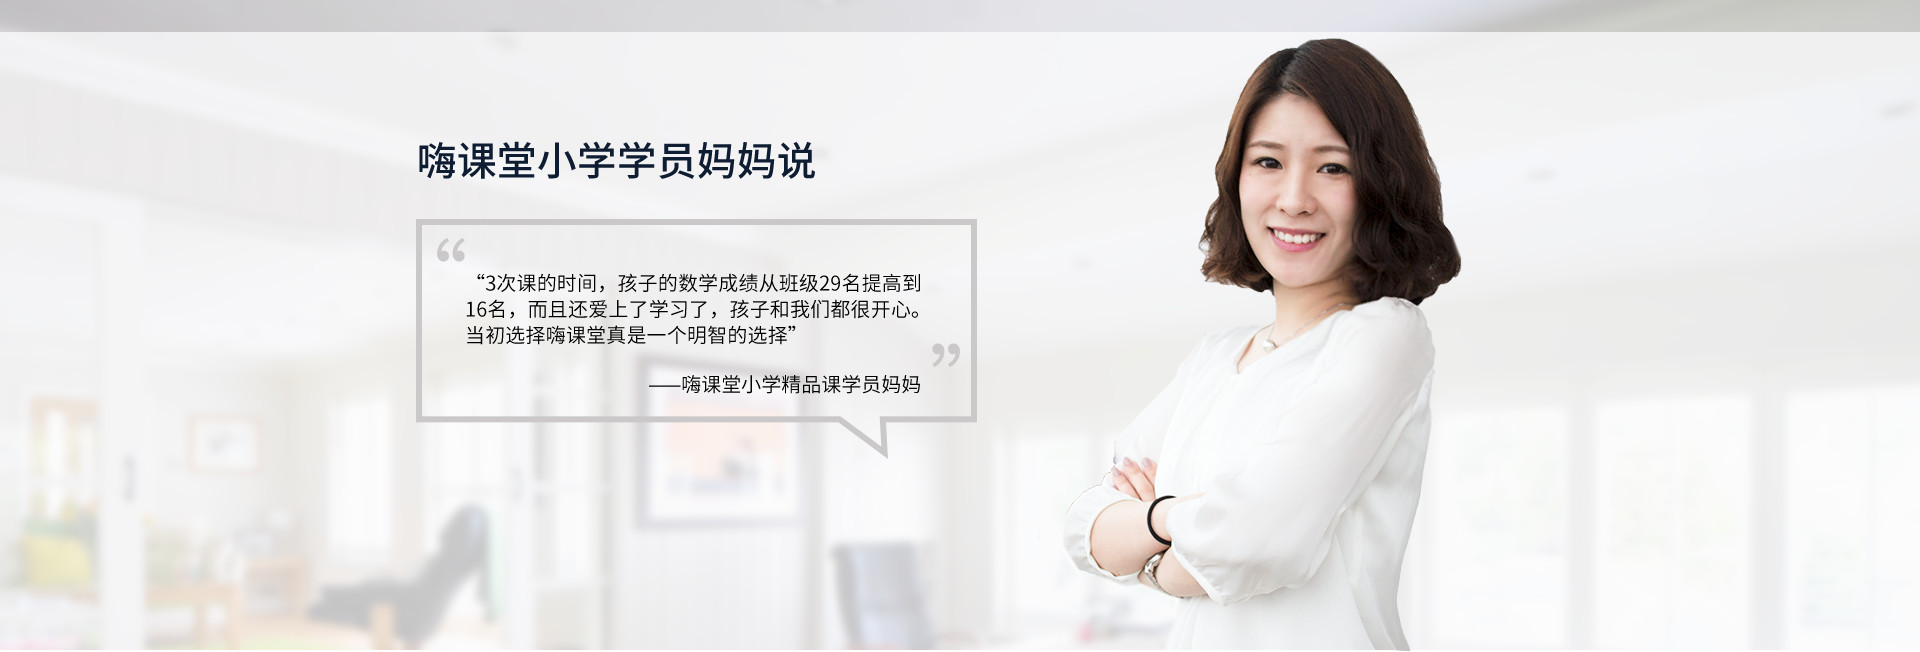 嗨课堂小学学员妈妈说
“3次课的时间，孩子的数学成绩从班级29名提高到
16名，而且还爱上了学习了，孩子和我们都很开心。
当初选择嗨课堂真是一个明智的选择”
——嗨课堂小学精品课学员妈妈